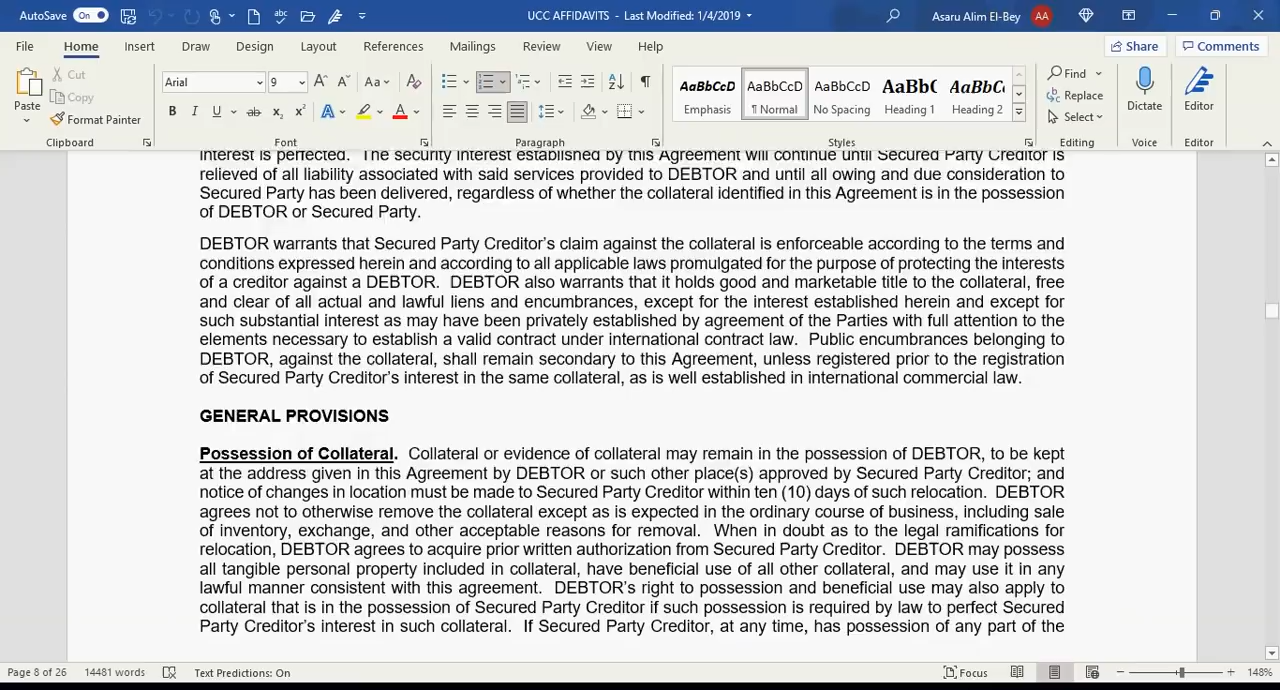 AutoSave On
UCC AFFIDAVITS - Last Modified: 1/4/2019
Asaru Alim El-Bey AA
File Home Insert Draw Design Layout References Mailings Review View Help
Share Comments
Paste
Cut
Copy
Format Painter
Clipboard
Arial 9
Aa
B I U ab x₂ x² A A
Font
Paragraph
AaBbCcD AaBbCcD AaBbCcD AaBb( AaBbC
Emphasis ¶ Normal No Spacing Heading 1 Heading 2
Styles
Find
Replace
Select
Editing
Dictate
Voice
Editor
Editor
interest is perfected. The security interest established by this Agreement will continue until Secured Party Creditor is
relieved of all liability associated with said services provided to DEBTOR and until all owing and due consideration to
Secured Party has been delivered, regardless of whether the collateral identified in this Agreement is in the possession
of DEBTOR or Secured Party.
DEBTOR warrants that Secured Party Creditor's claim against the collateral is enforceable according to the terms and
conditions expressed herein and according to all applicable laws promulgated for the purpose of protecting the interests
of a creditor against a DEBTOR. DEBTOR also warrants that it holds good and marketable title to the collateral, free
and clear of all actual and lawful liens and encumbrances, except for the interest established herein and except for
such substantial interest as may have been privately established by agreement of the Parties with full attention to the
elements necessary to establish a valid contract under international contract law. Public encumbrances belonging to
DEBTOR, against the collateral, shall remain secondary to this Agreement, unless registered prior to the registration
of Secured Party Creditor's interest in the same collateral, as is well established in international commercial law.
GENERAL PROVISIONS
Possession of Collateral. Collateral or evidence of collateral may remain in the possession of DEBTOR, to be kept
at the address given in this Agreement by DEBTOR or such other place(s) approved by Secured Party Creditor; and
notice of changes in location must be made to Secured Party Creditor within ten (10) days of such relocation. DEBTOR
agrees not to otherwise remove the collateral except as is expected in the ordinary course of business, including sale
of inventory, exchange, and other acceptable reasons for removal. When in doubt as to the legal ramifications for
relocation, DEBTOR agrees to acquire prior written authorization from Secured Party Creditor. DEBTOR may possess
all tangible personal property included in collateral, have beneficial use of all other collateral, and may use it in any
lawful manner consistent with this agreement. DEBTOR's right to possession and beneficial use may also apply to
collateral that is in the possession of Secured Party Creditor if such possession is required by law to perfect Secured
Party Creditor's interest in such collateral. If Secured Party Creditor, at any time, has possession of any part of the
Page 8 of 26 14481 words Text Predictions: On Focus 148%